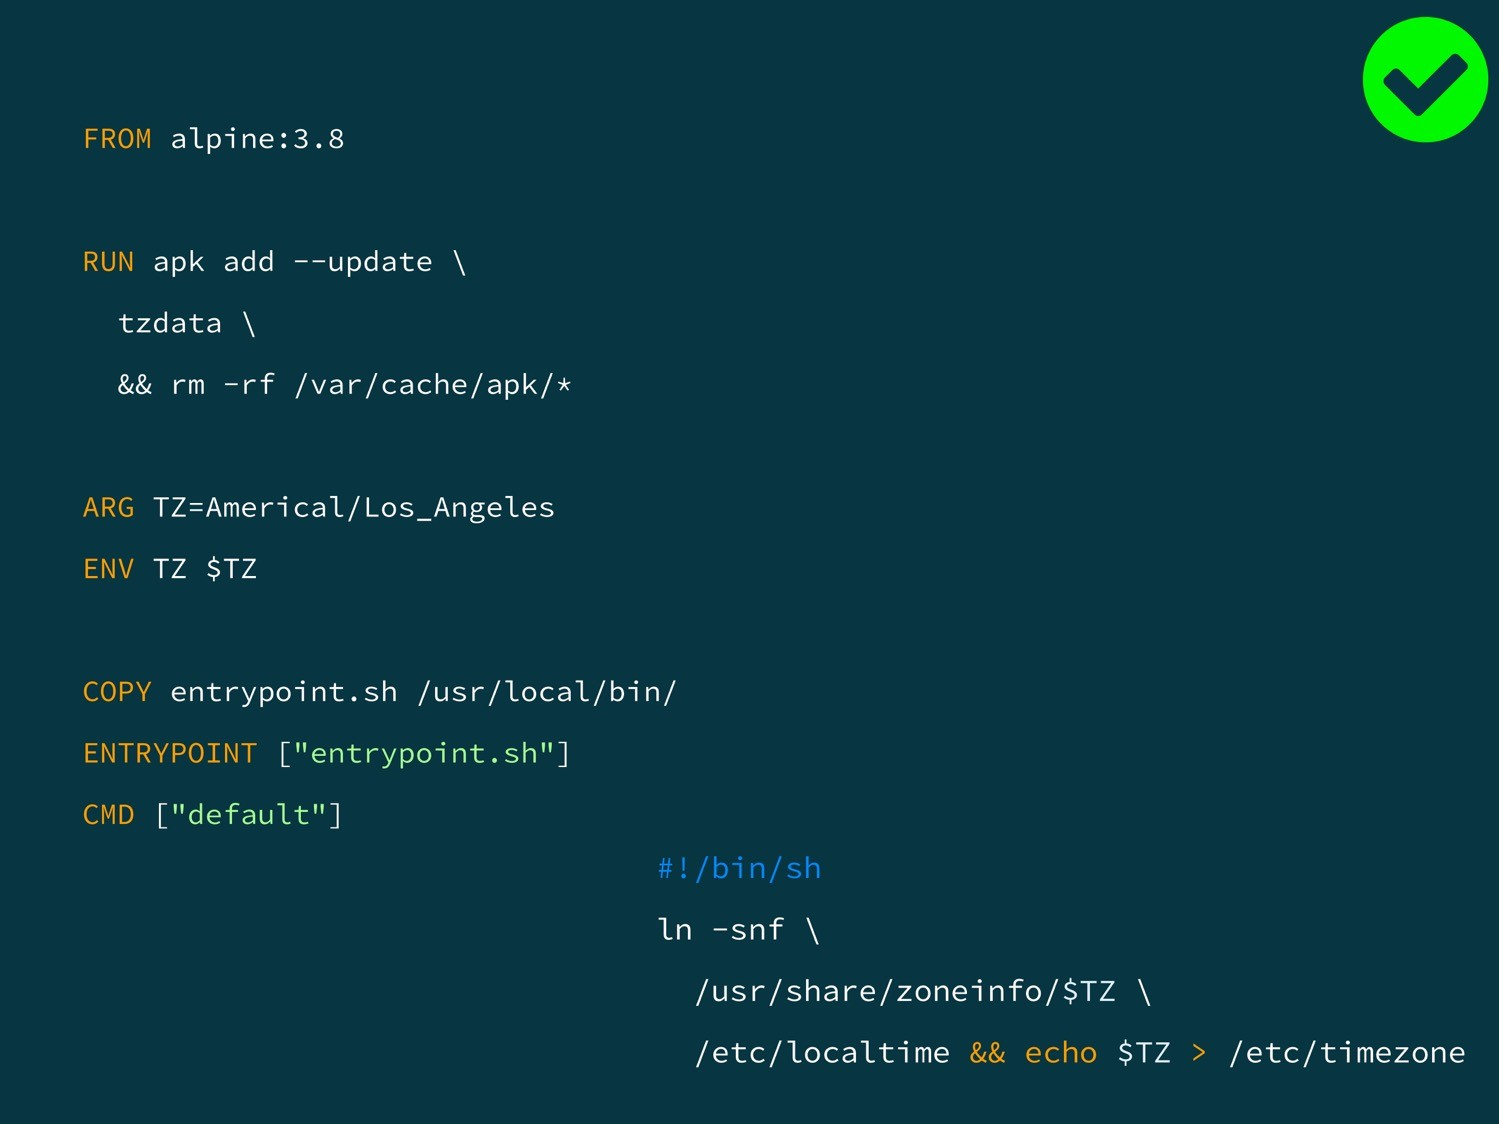 FROM alpine:3.8
RUN apk add --update \
tzdata \
&& rm -rf /var/cache/apk/*
ARG TZ=Americal/Los_Angeles
ENV TZ $TZ
COPY entrypoint.sh /usr/local/bin/
ENTRYPOINT ["entrypoint.sh"]
CMD ["default"]
#!/bin/sh
ln -snf \
/usr/share/zoneinfo/$TZ \
/etc/localtime && echo $TZ > /etc/timezone